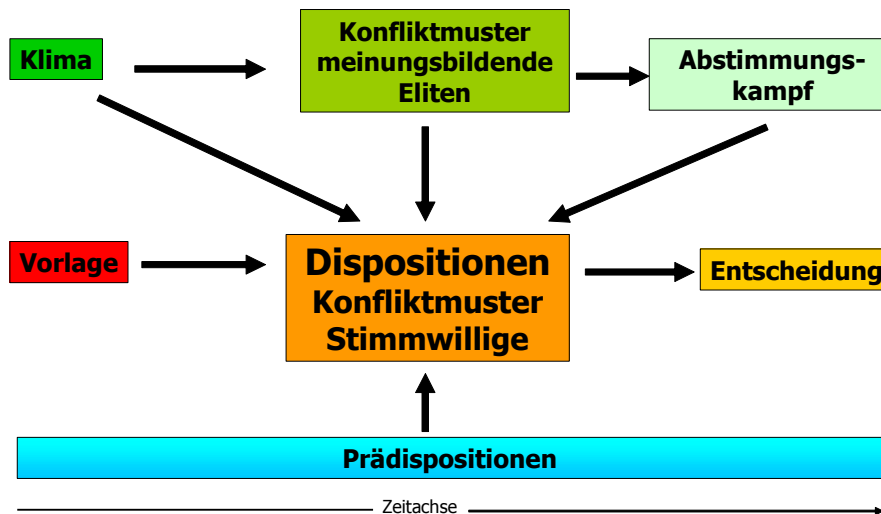 Klima
Konfliktmuster
meinungsbildende
Eliten
Abstimmungs-
kampf
Vorlage
Dispositionen
Konfliktmuster
Stimmwillige
Entscheidung
Prädispositionen
Zeitachse